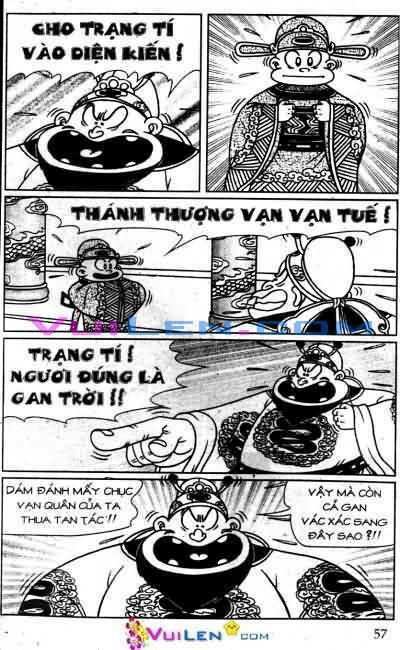 CHO TRẠNG TÍ
VÀO DIỆN KIẾN!
THÁNH THƯỢNG VẠN VẠN TUẾ!
VUILEN.COM
TRẠNG TÍ!
NGƯƠI ĐÚNG LÀ
GAN TRỜI!!
DÁM ĐÁNH MẤY CHỤC
VẠN QUÂN CỦA TA
THUA TAN TÁC!!
VẬY MÀ CÒN
CẢ GAN
VÁC XÁC SANG
ĐÂY SAO?!!
57
VUILEN.COM